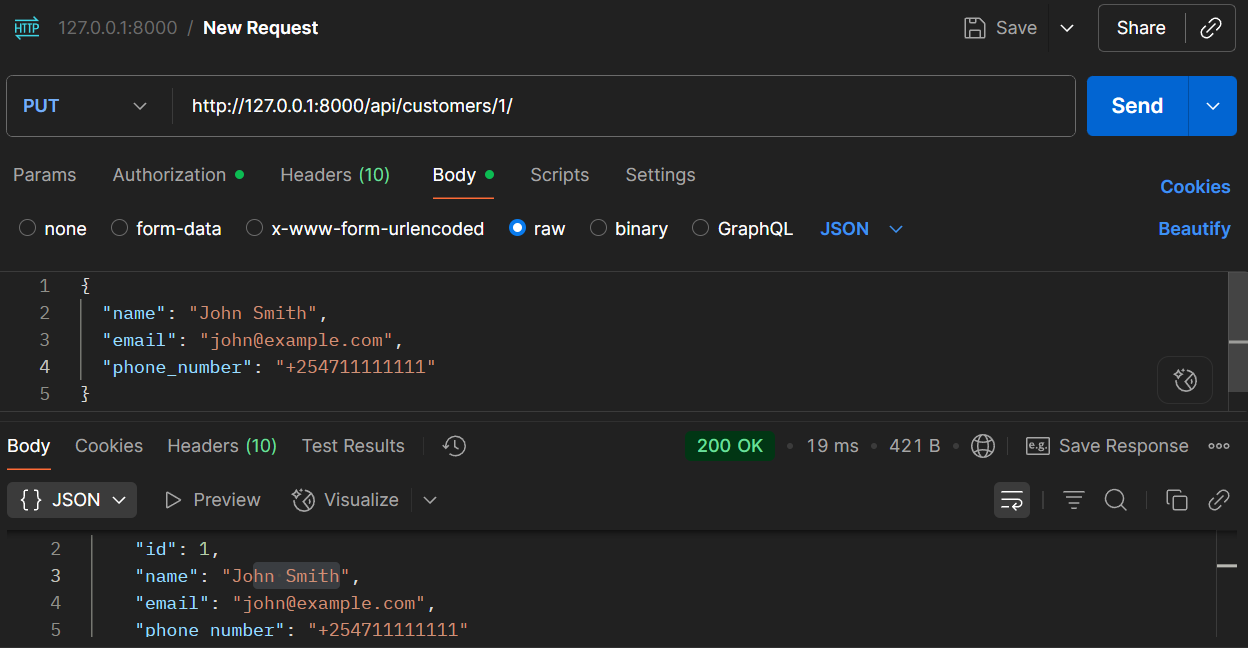 HTTP 127.0.0.1:8000 / New Request Save Share
PUT http://127.0.0.1:8000/api/customers/1/ Send
Params Authorization Headers (10) Body Scripts Settings Cookies
none form-data x-www-form-urlencoded raw binary GraphQL JSON Beautify
1 {
2 "name": "John Smith",
3 "email": "john@example.com",
4 "phone_number": "+254711111111"
5 }
Body Cookies Headers (10) Test Results 200 OK • 19 ms • 421 B • e.g. Save Response
{} JSON Preview Visualize
2 "id": 1,
3 "name": "John Smith",
4 "email": "john@example.com",
5 "phone_number": "+254711111111"